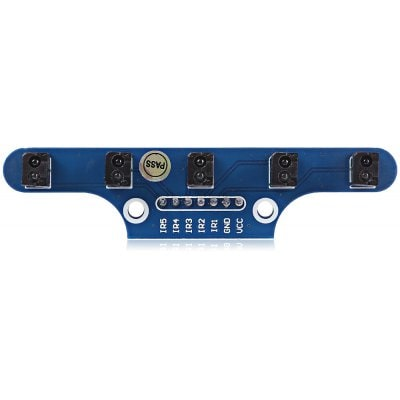 PASS
IR5
IR4
IR3
IR2
IR1
GND
VCC